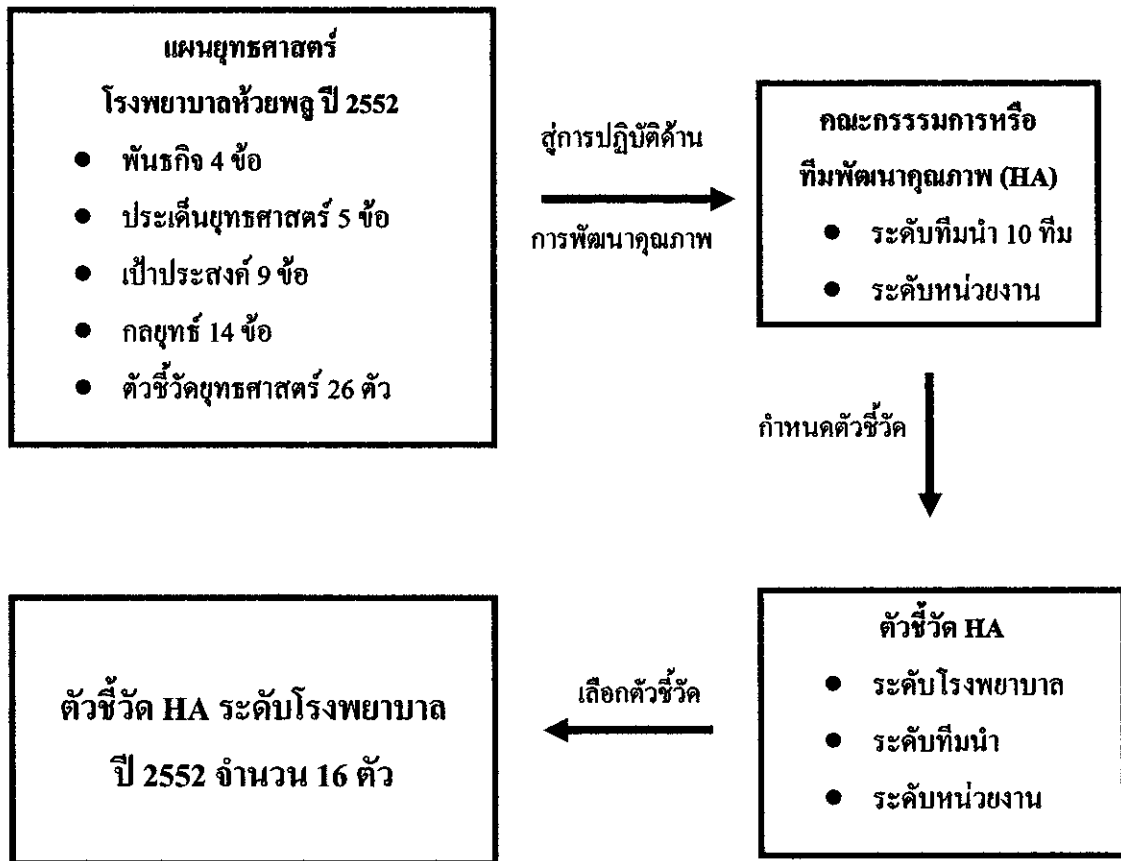 แผนยุทธศาสตร์
โรงพยาบาลห้วยพลู ปี 2552
● พันธกิจ 4 ข้อ
● ประเด็นยุทธศาสตร์ 5 ข้อ
● เป้าประสงค์ 9 ข้อ
● กลยุทธ์ 14 ข้อ
● ตัวชี้วัดยุทธศาสตร์ 26 ตัว
สู่การปฏิบัติด้าน
การพัฒนาคุณภาพ
คณะกรรรมการหรือ
ทีมพัฒนาคุณภาพ (HA)
● ระดับทีมนำ 10 ทีม
● ระดับหน่วยงาน
กำหนดตัวชี้วัด
ตัวชี้วัด HA
● ระดับโรงพยาบาล
● ระดับทีมนำ
● ระดับหน่วยงาน
เลือกตัวชี้วัด
ตัวชี้วัด HA ระดับโรงพยาบาล
ปี 2552 จำนวน 16 ตัว